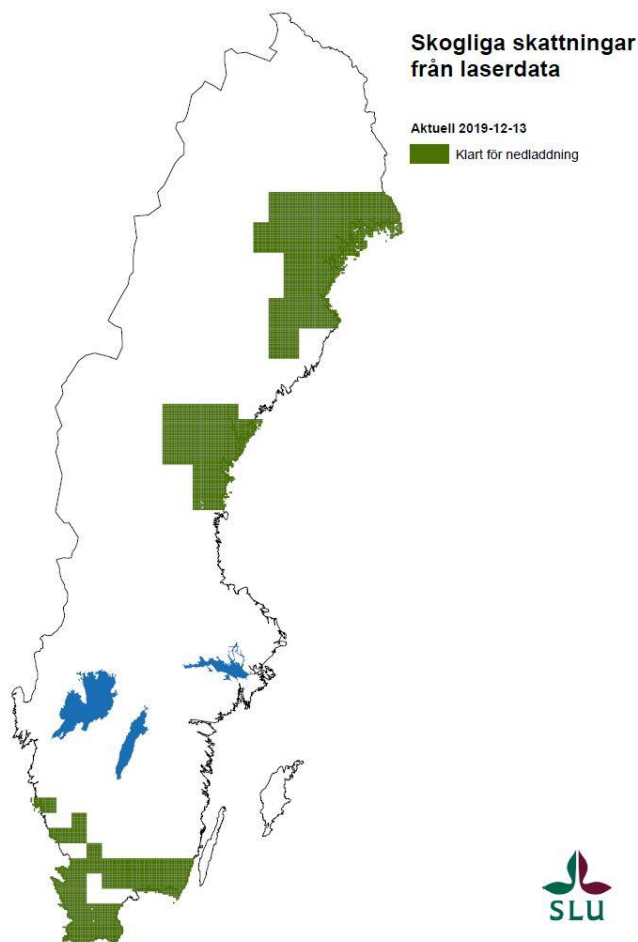 Skogliga skattningar
från laserdata
Aktuell 2019-12-13
Klart för nedladdning
SLU